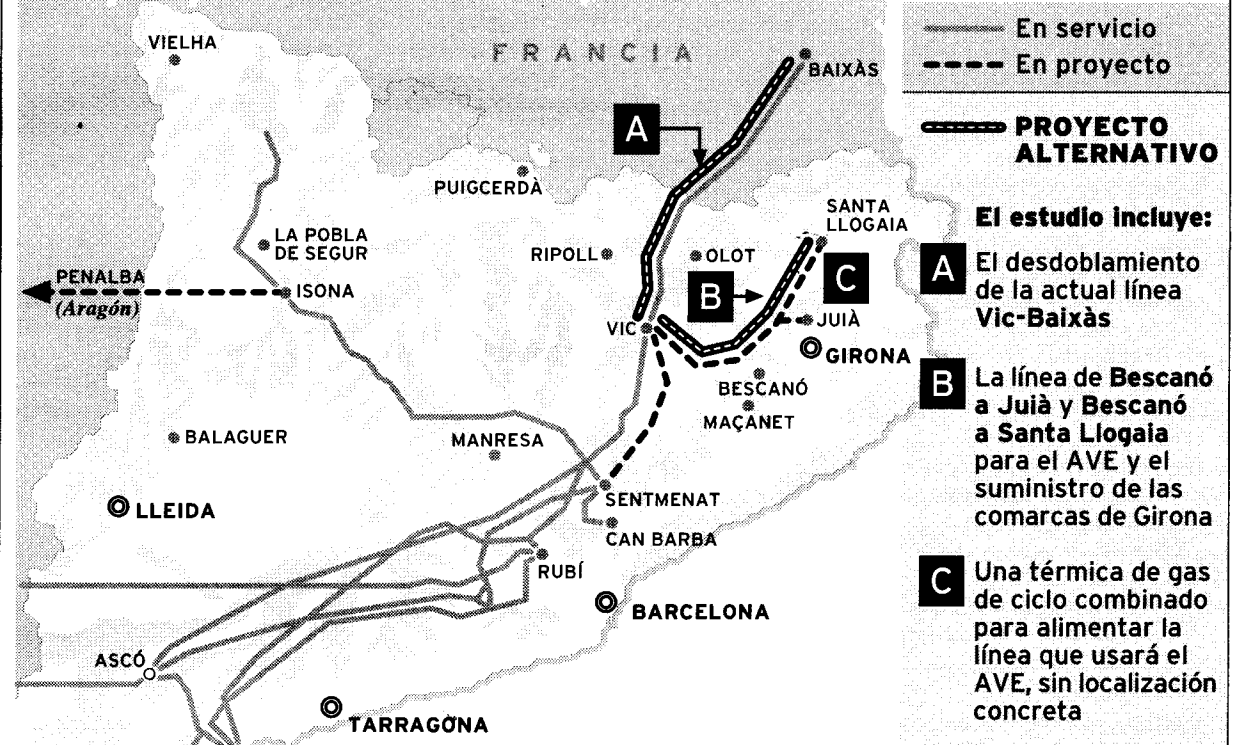 VIELHA
FRANCIA
BAIXÀS
A
PUIGCERDÀ
SANTA
LLOGAIA
LA POBLA
DE SEGUR
RIPOLL
OLOT
PENALBA
(Aragón)
ISONA
B
C
VIC
JUIÀ
GIRONA
BESCANÓ
MAÇANET
BALAGUER
MANRESA
LLEIDA
SENTMENAT
CAN BARBA
RUBÍ
BARCELONA
ASCÓ
TARRAGÒNA
En servicio
En proyecto
PROYECTO
ALTERNATIVO
El estudio incluye:
A
El desdoblamiento
de la actual línea
Vic-Baixàs
B
La línea de Bescanó
a Juià y Bescanó
a Santa Llogaia
para el AVE y el
suministro de las
comarcas de Girona
C
Una térmica de gas
de ciclo combinado
para alimentar la
línea que usará el
AVE, sin localización
concreta